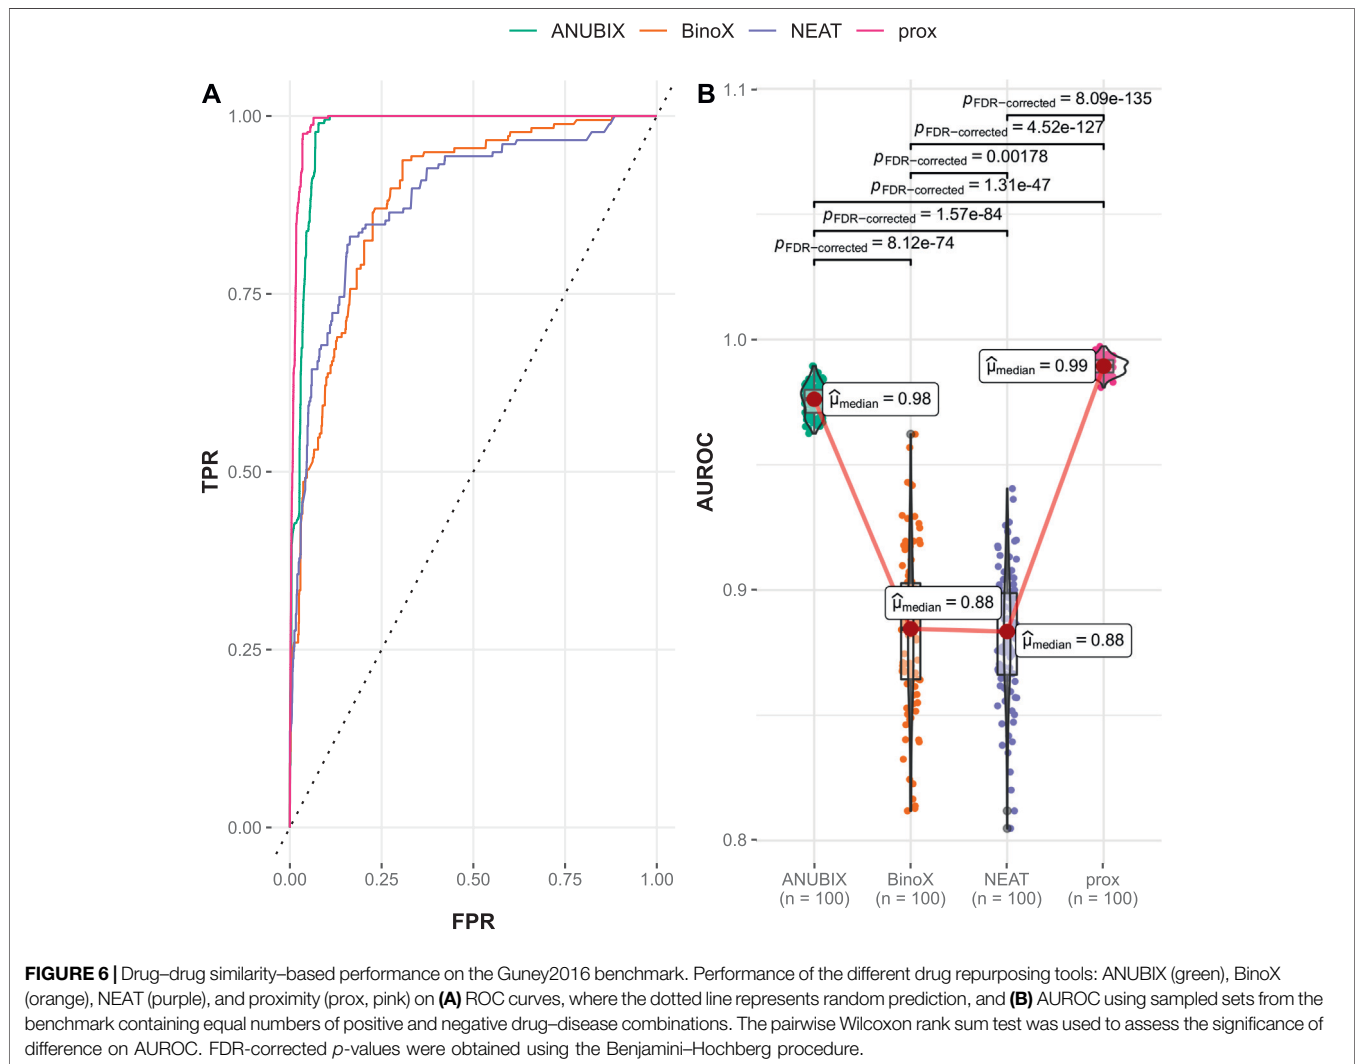 ANUBIX BinoX NEAT prox
A
1.00
0.75
0.50
0.25
0.00
TPR
0.00 0.25 0.50 0.75 1.00
FPR
B
1.1
1.0
0.9
0.8
AUROC
pFDR−corrected = 8.09e-135
pFDR−corrected = 4.52e-127
pFDR−corrected = 0.00178
pFDR−corrected = 1.31e-47
pFDR−corrected = 1.57e-84
pFDR−corrected = 8.12e-74
μ̂median = 0.99
μ̂median = 0.98
μ̂median = 0.88
μ̂median = 0.88
ANUBIX BinoX NEAT prox
(n = 100) (n = 100) (n = 100) (n = 100)
FIGURE 6 | Drug–drug similarity–based performance on the Guney2016 benchmark. Performance of the different drug repurposing tools: ANUBIX (green), BinoX
(orange), NEAT (purple), and proximity (prox, pink) on (A) ROC curves, where the dotted line represents random prediction, and (B) AUROC using sampled sets from the
benchmark containing equal numbers of positive and negative drug–disease combinations. The pairwise Wilcoxon rank sum test was used to assess the significance of
difference on AUROC. FDR-corrected p-values were obtained using the Benjamini–Hochberg procedure.